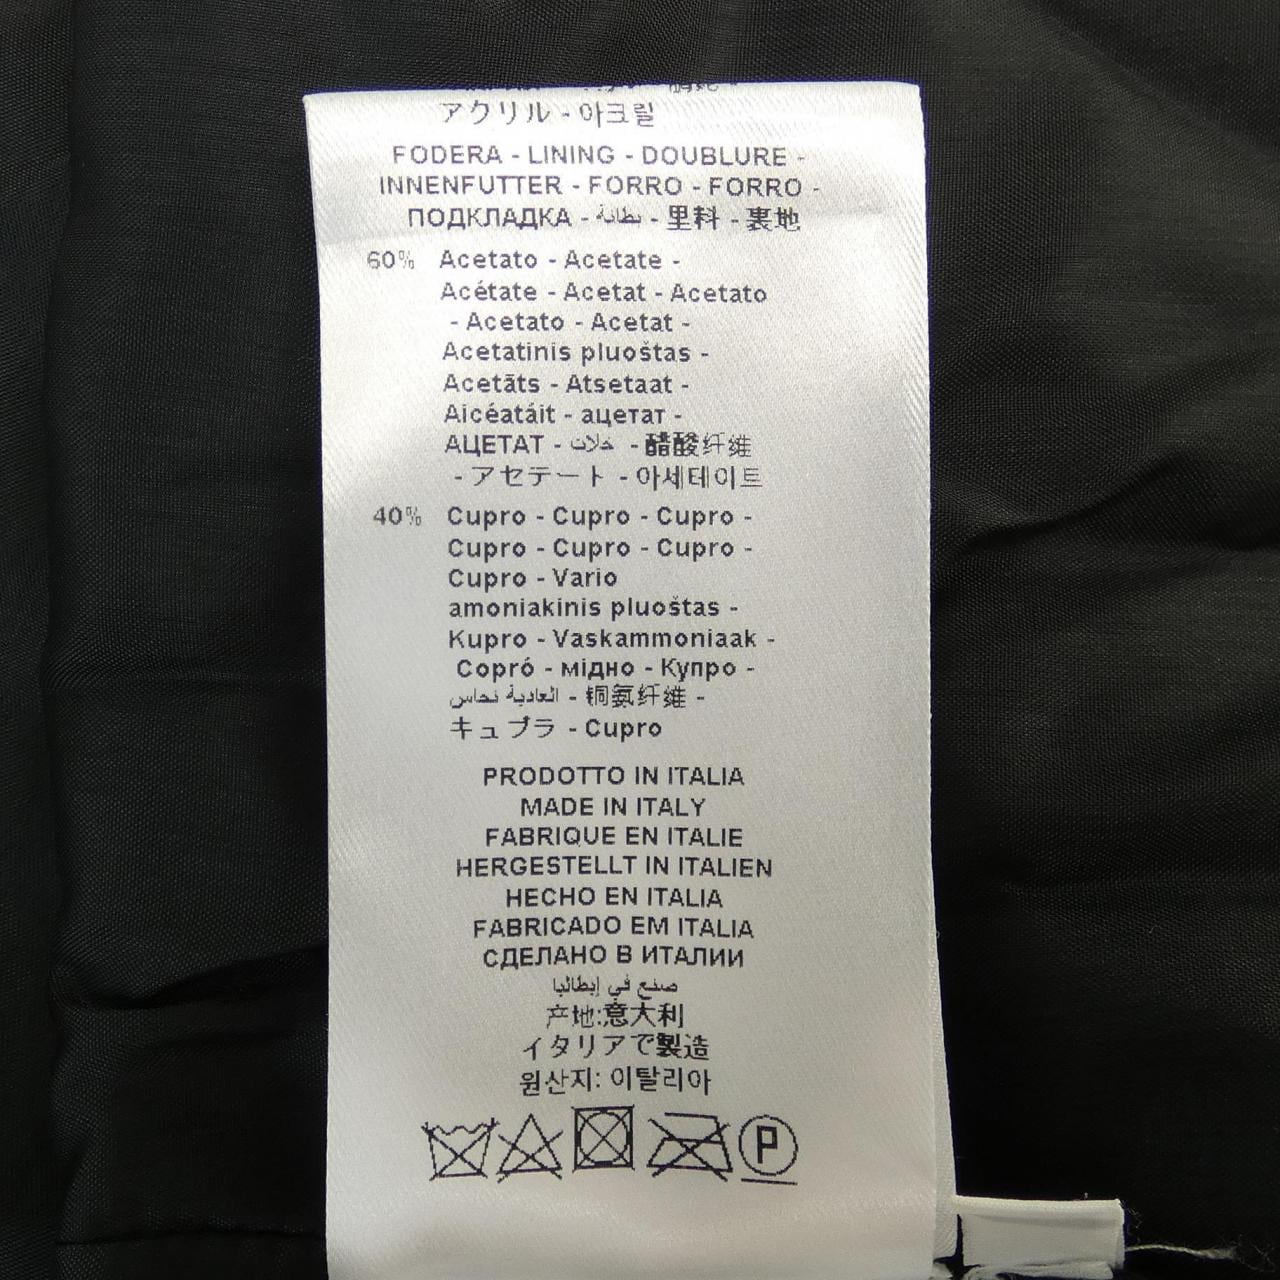 アクリル - 아크릴
FODERA - LINING - DOUBLURE -
INNENFUTTER - FORRO - FORRO -
ПОДКЛАДКА - بطانة - 里料 - 裏地
60% Acetato - Acetate -
Acétate - Acetat - Acetato
- Acetato - Acetat -
Acetatinis pluoštas -
Acetāts - Atsetaat -
Aicéatáit - ацетат -
АЦЕТАТ - خلات - 醋酸纤维
- アセテート - 아세테이트
40% Cupro - Cupro - Cupro -
Cupro - Cupro - Cupro -
Cupro - Vario
amoniakinis pluoštas -
Kupro - Vaskammoniaak -
Copró - мідно - Купро -
العادية نحاس - 铜氨纤维 -
キュプラ - Cupro
PRODOTTO IN ITALIA
MADE IN ITALY
FABRIQUE EN ITALIE
HERGESTELLT IN ITALIEN
HECHO EN ITALIA
FABRICADO EM ITALIA
СДЕЛАНО В ИТАЛИИ
صنع في إيطاليا
产地:意大利
イタリアで製造
원산지: 이탈리아
P